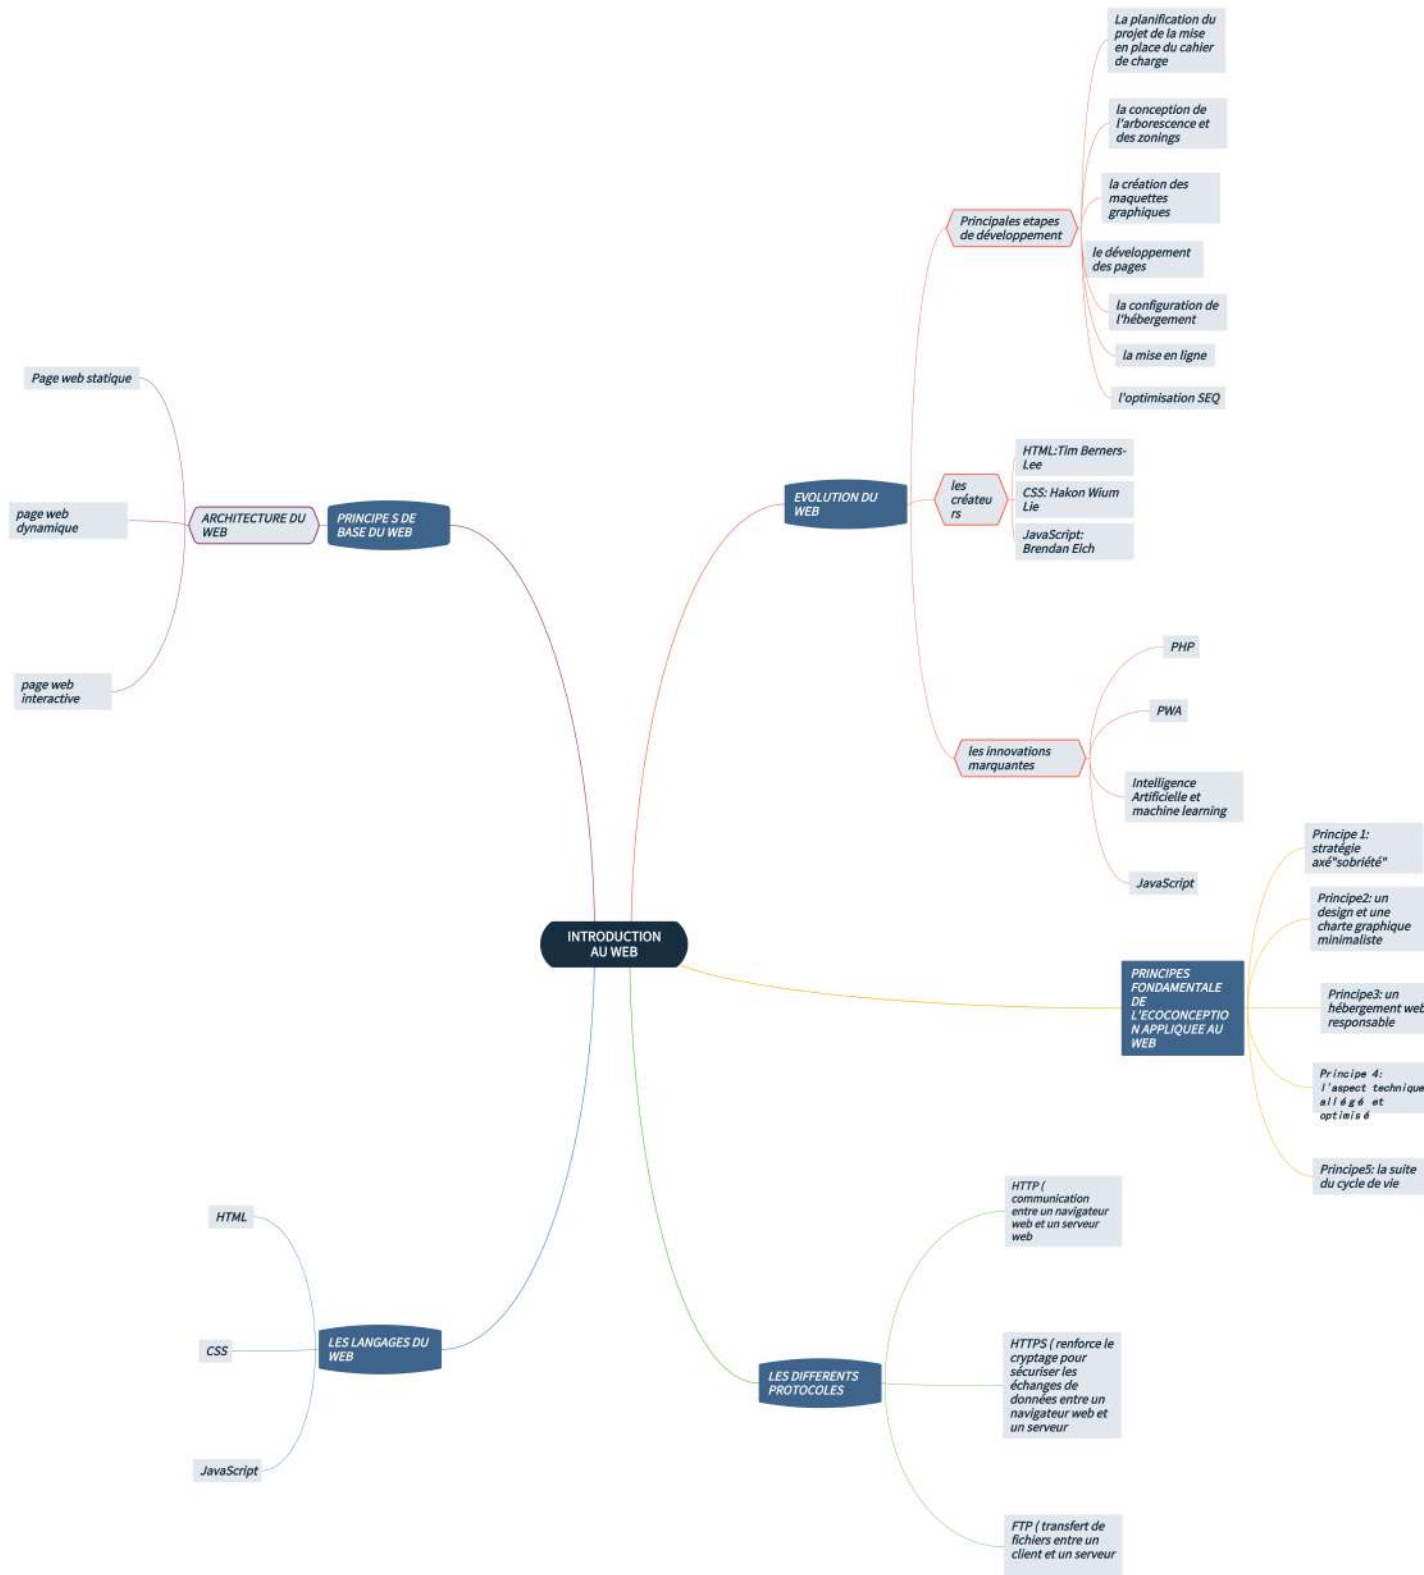 INTRODUCTION
AU WEB
EVOLUTION DU
WEB
Principales etapes
de développement
La planification du
projet de la mise
en place du cahier
de charge
la conception de
l'arborescence et
des zonings
la création des
maquettes
graphiques
le développement
des pages
la configuration de
l'hébergement
la mise en ligne
l'optimisation SEQ
les
créateu
rs
HTML:Tim Berners-
Lee
CSS: Hakon Wium
Lie
JavaScript:
Brendan Eich
les innovations
marquantes
PHP
PWA
Intelligence
Artificielle et
machine learning
JavaScript
PRINCIPES
FONDAMENTALE
DE
L'ECOCONCEPTIO
N APPLIQUEE AU
WEB
Principe 1:
stratégie
axé"sobriété"
Principe2: un
design et une
charte graphique
minimaliste
Principe3: un
hébergement web
responsable
Principe 4:
l'aspect technique
allégé et
optimisé
Principe5: la suite
du cycle de vie
LES DIFFERENTS
PROTOCOLES
HTTP (
communication
entre un navigateur
web et un serveur
web
HTTPS ( renforce le
cryptage pour
sécuriser les
échanges de
données entre un
navigateur web et
un serveur
FTP ( transfert de
fichiers entre un
client et un serveur
LES LANGAGES DU
WEB
HTML
CSS
JavaScript
PRINCIPE S DE
BASE DU WEB
ARCHITECTURE DU
WEB
Page web statique
page web
dynamique
page web
interactive